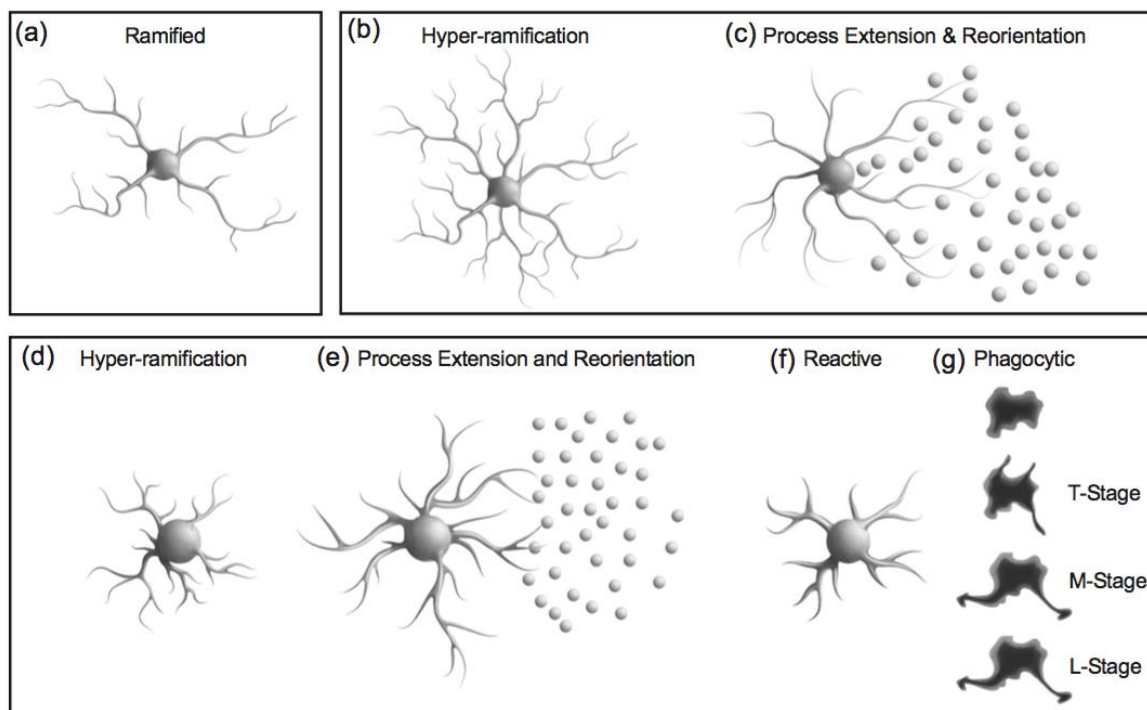 (a) Ramified
(b) Hyper-ramification
(c) Process Extension & Reorientation
(d) Hyper-ramification
(e) Process Extension and Reorientation
(f) Reactive
(g) Phagocytic
T-Stage
M-Stage
L-Stage